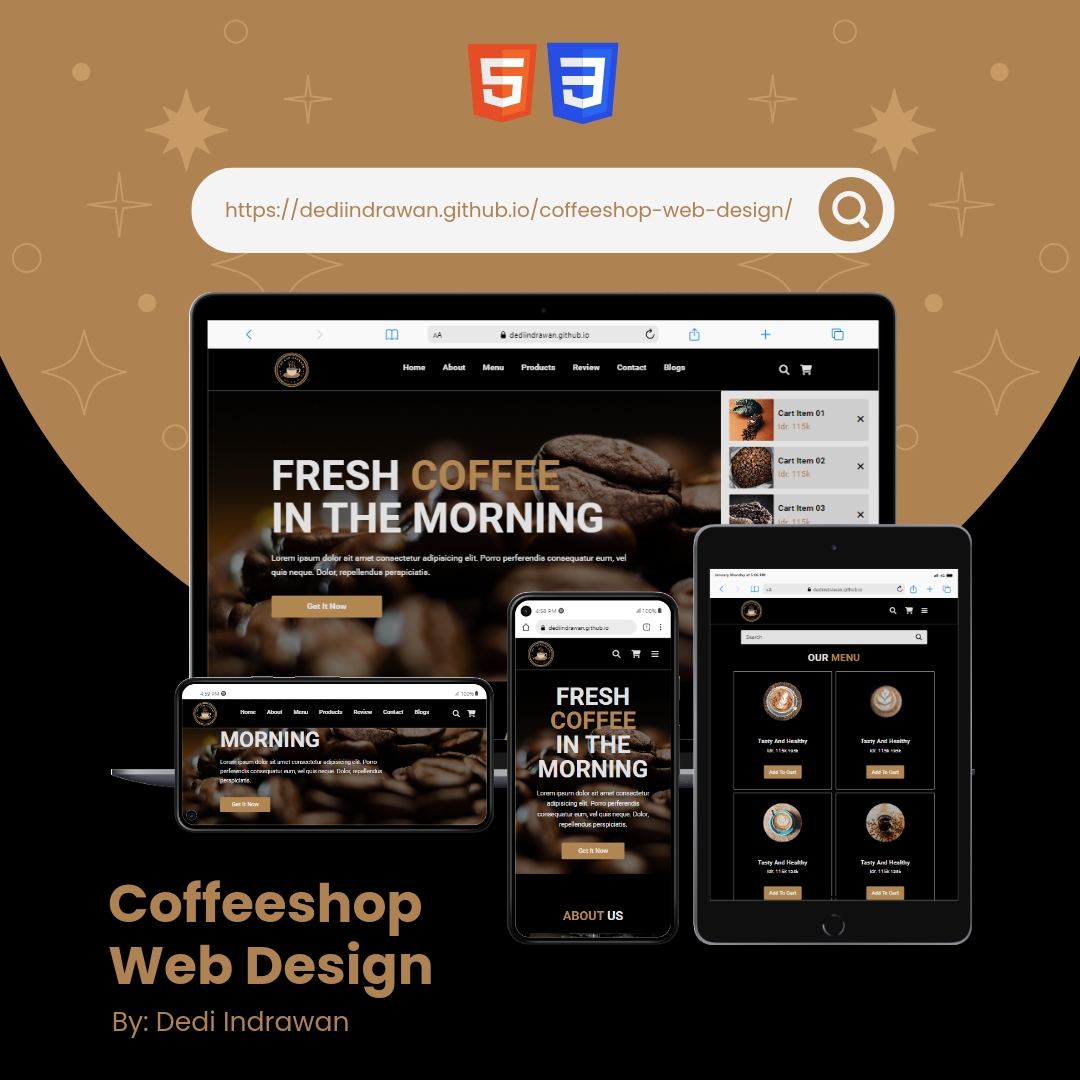 https://dediindrawan.github.io/coffeeshop-web-design/
AA dediindrawan.github.io
Home About Menu Products Review Contact Blogs
Cart Item 01
Idr. 115k
Cart Item 02
Idr. 115k
Cart Item 03
Idr. 115k
FRESH COFFEE
IN THE MORNING
Lorem ipsum dolor sit amet consectetur adipisicing elit. Porro perferendis consequatur eum, vel
quis neque. Dolor, repellendus perspiciatis.
Get It Now
4:59 PM 100%
Home About Menu Products Review Contact Blogs
MORNING
Lorem ipsum dolor sit amet consectetur adipisicing elit. Porro
perferendis consequatur eum, vel quis neque. Dolor, repellendus
perspiciatis.
Get It Now
4:58 PM 100%
dediindrawan.github.io
FRESH
COFFEE
IN THE
MORNING
Lorem ipsum dolor sit amet consectetur
adipisicing elit. Porro perferendis
consequatur eum, vel quis neque. Dolor,
repellendus perspiciatis.
Get It Now
ABOUT US
AA dediindrawan.github.io
Search
OUR MENU
Tasty And Healthy
Idr. 115k
Add To Cart
Tasty And Healthy
Idr. 115k
Add To Cart
Tasty And Healthy
Idr. 115k
Add To Cart
Tasty And Healthy
Idr. 115k
Add To Cart
Coffeeshop
Web Design
By: Dedi Indrawan